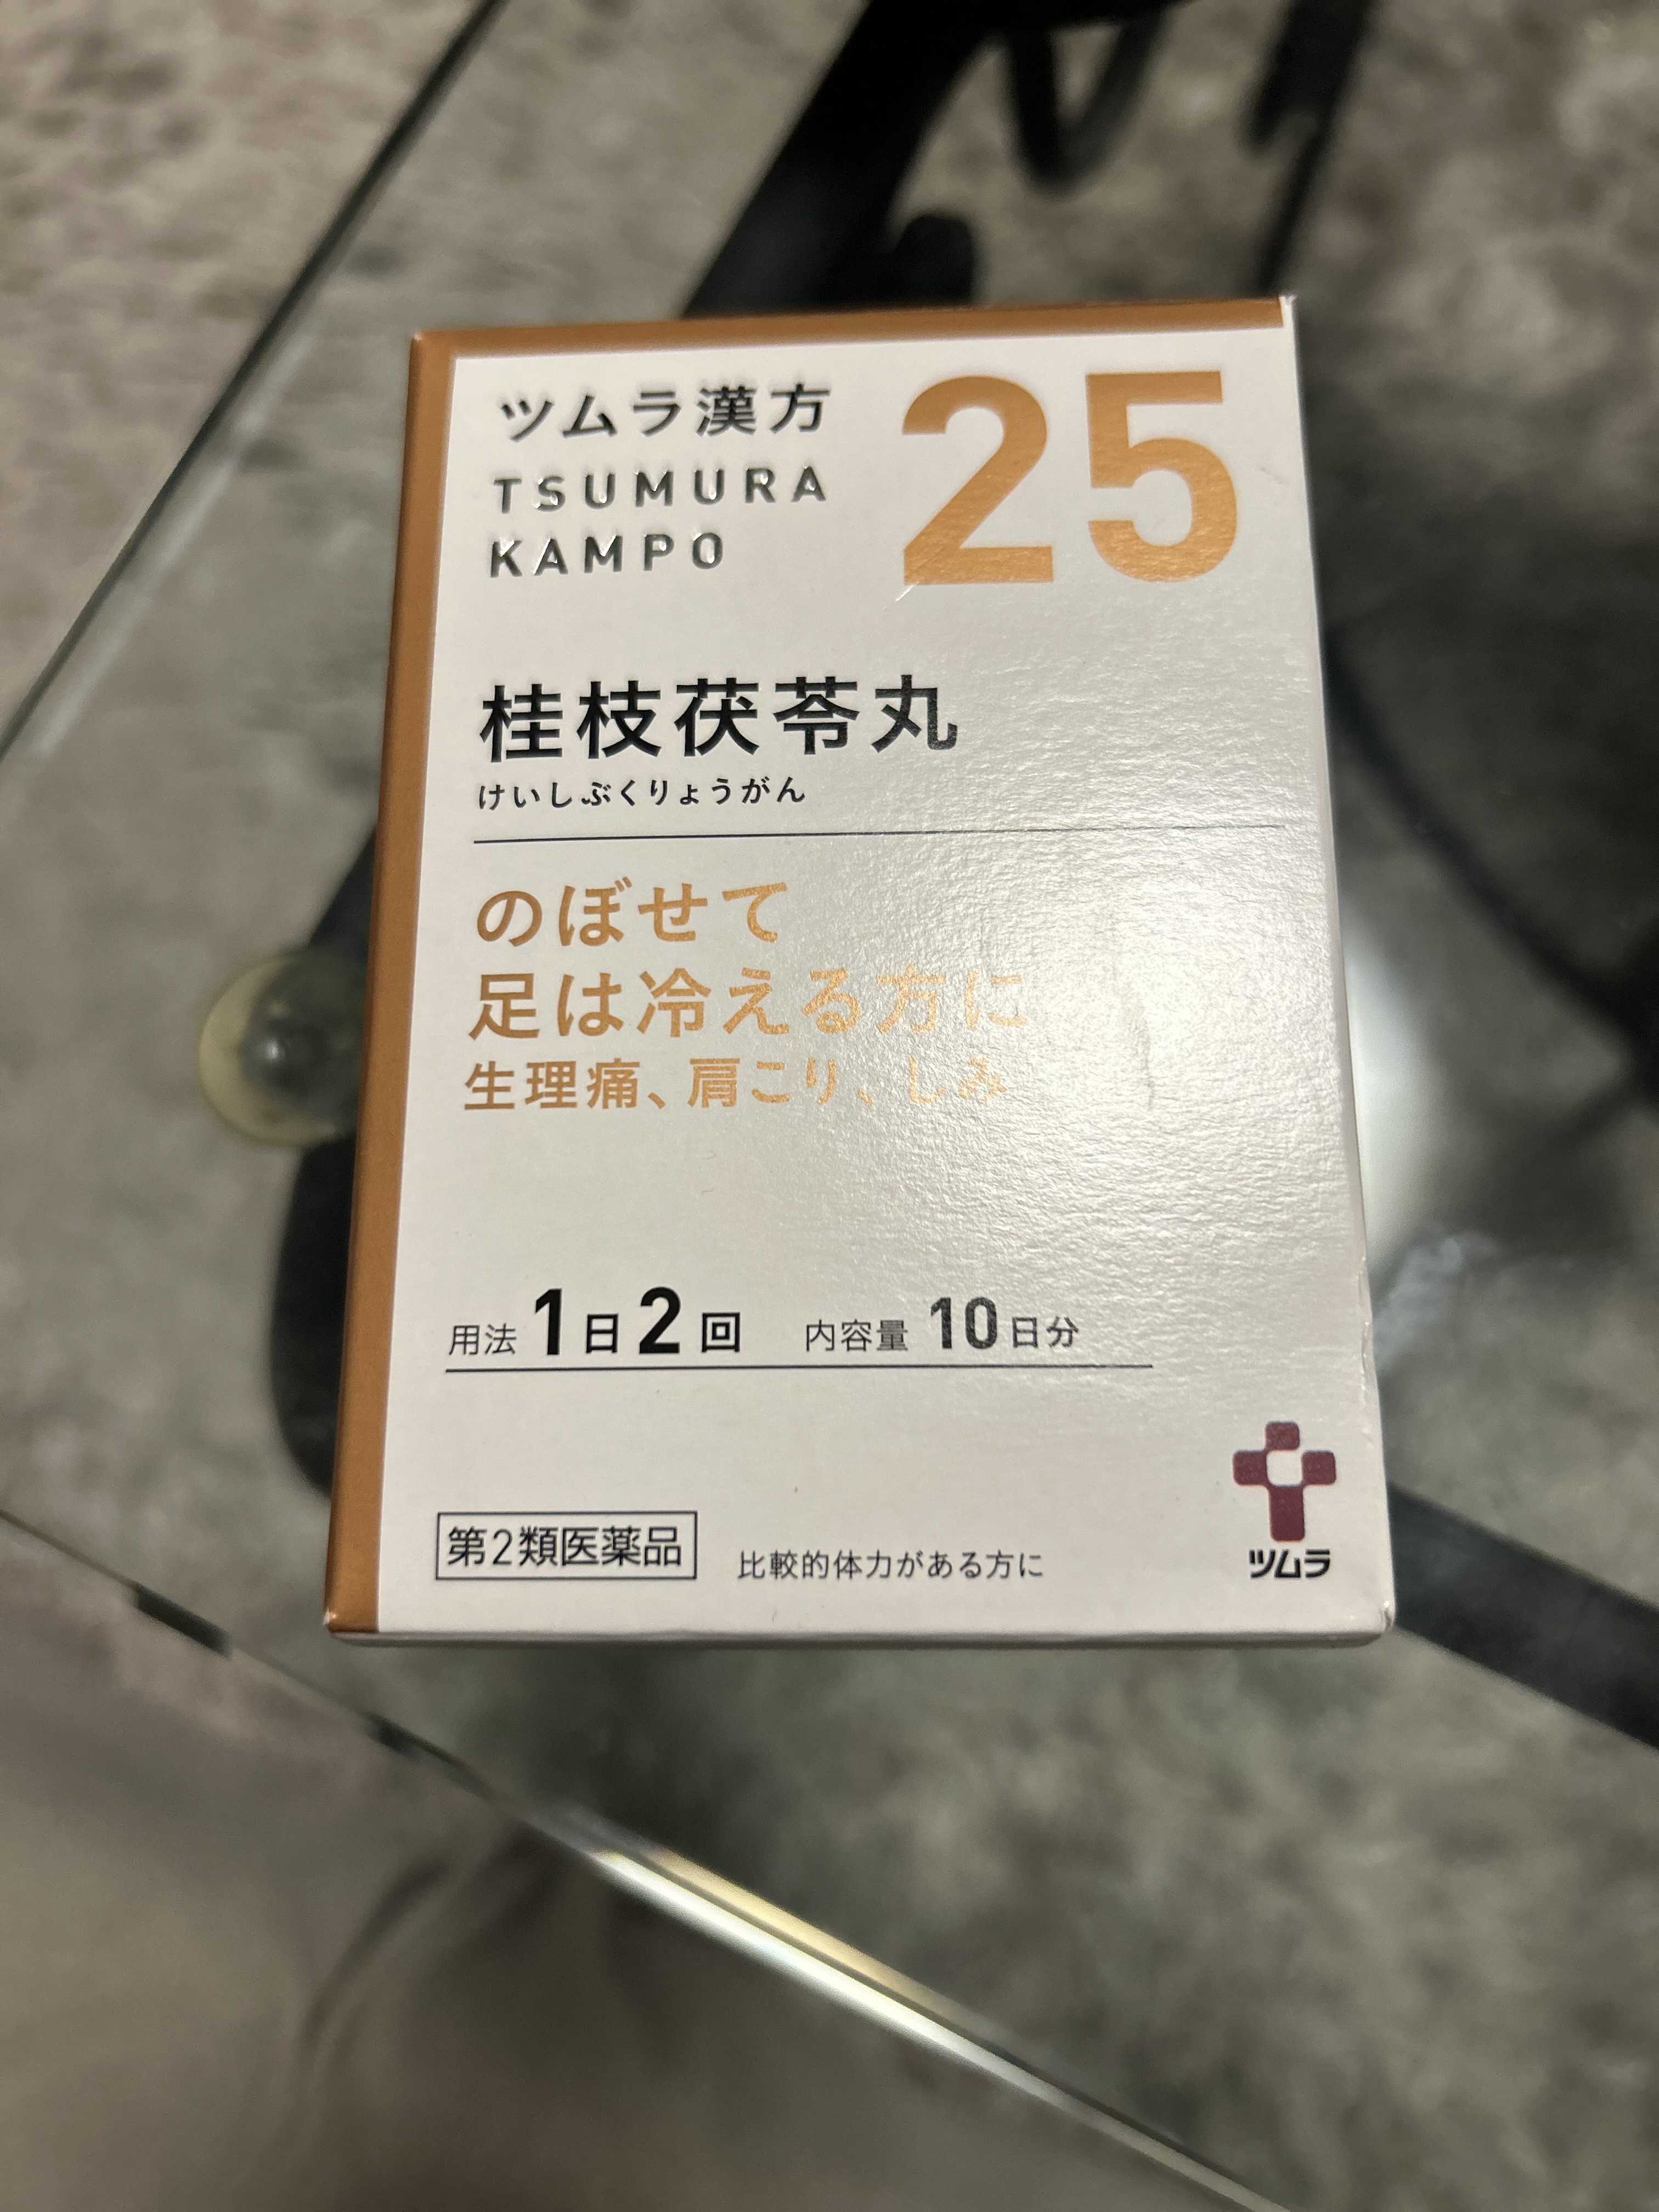 ツムラ漢方
TSUMURA
KAMPO
25
桂枝茯苓丸
けいしぶくりょうがん
のぼせて
足は冷える方に
生理痛、肩こり、しみ
用法 1日2回 内容量 10日分
第2類医薬品
比較的体力がある方に
ツムラ